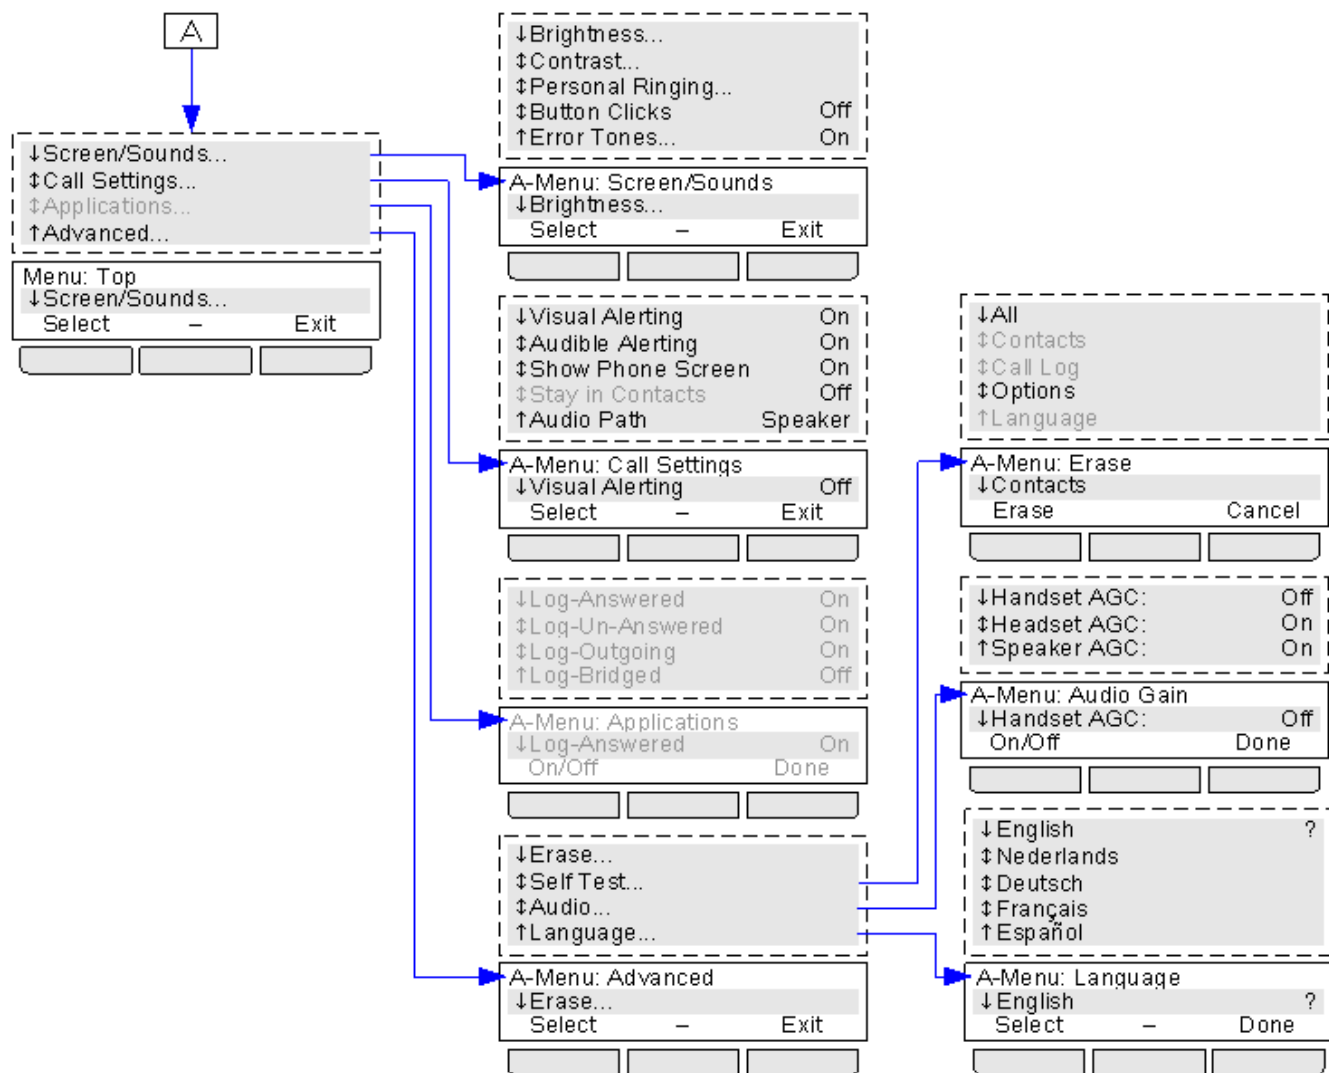 A
↓Screen/Sounds...
↕Call Settings...
↕Applications...
↑Advanced...
Menu: Top
↓Screen/Sounds...
Select – Exit
↓Brightness...
↕Contrast...
↕Personal Ringing...
↕Button Clicks Off
↑Error Tones... On
A-Menu: Screen/Sounds
↓Brightness...
Select – Exit
↓Visual Alerting On
↕Audible Alerting On
↕Show Phone Screen On
↕Stay in Contacts Off
↑Audio Path Speaker
A-Menu: Call Settings
↓Visual Alerting Off
Select – Exit
↓Log-Answered On
↕Log-Un-Answered On
↕Log-Outgoing On
↑Log-Bridged Off
A-Menu: Applications
↓Log-Answered On
On/Off Done
↓Erase...
↕Self Test...
↕Audio...
↑Language...
A-Menu: Advanced
↓Erase...
Select – Exit
↓All
↕Contacts
↕Call Log
↕Options
↑Language
A-Menu: Erase
↓Contacts
Erase Cancel
↓Handset AGC: Off
↕Headset AGC: On
↑Speaker AGC: On
A-Menu: Audio Gain
↓Handset AGC: Off
On/Off Done
↓English ?
↕Nederlands
↕Deutsch
↕Français
↑Español
A-Menu: Language
↓English ?
Select – Done